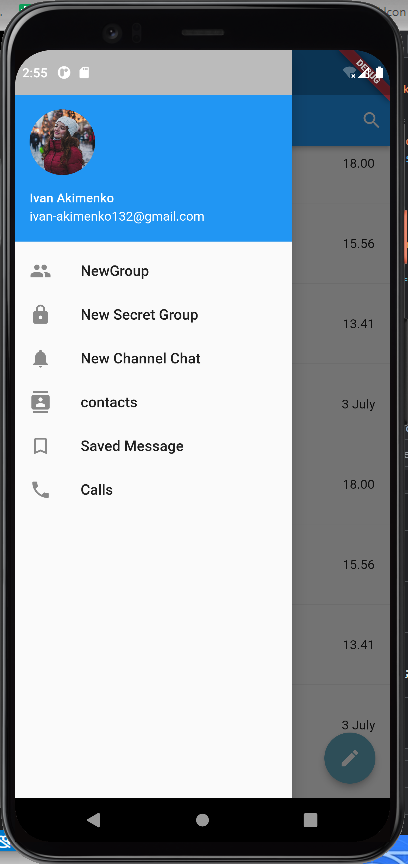 con
2:55
DEBUG
Ivan Akimenko
ivan-akimenko132@gmail.com
NewGroup
New Secret Group
New Channel Chat
contacts
Saved Message
Calls
18.00
15.56
13.41
3 July
18.00
15.56
13.41
3 July